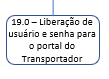 19.0 – Liberação de
usuário e senha para
o portal do
Transportador